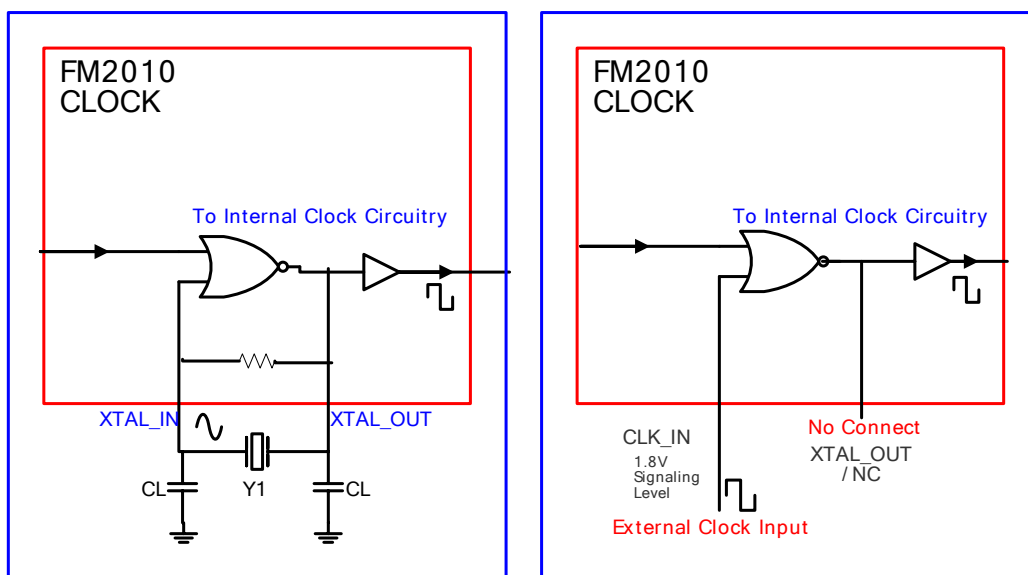 FM2010
CLOCK
To Internal Clock Circuitry
XTAL_IN
XTAL_OUT
CL
Y1
CL
FM2010
CLOCK
To Internal Clock Circuitry
CLK_IN
1.8V
Signaling
Level
No Connect
XTAL_OUT
/ NC
External Clock Input